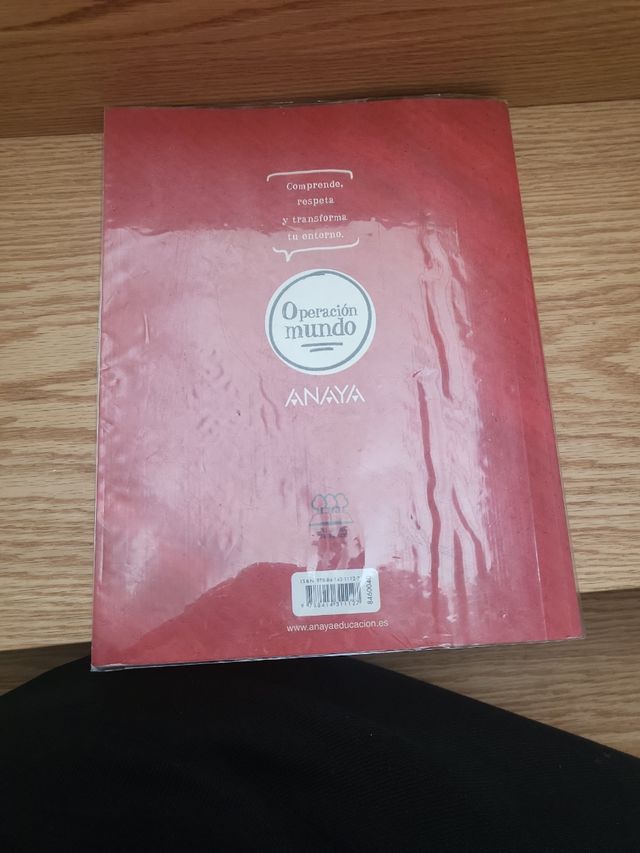 Comprende,
respeta
y transforma
tu entorno.
Operación
mundo
ANAYA
www.anayaeducacion.es